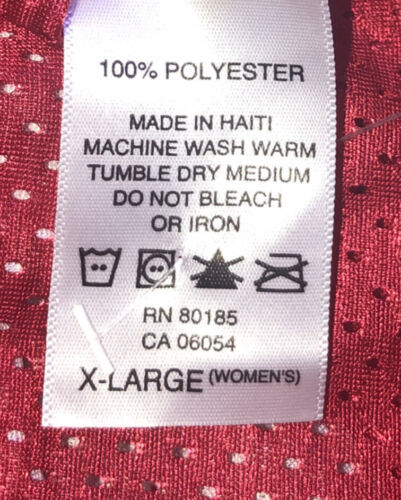 100% POLYESTER
MADE IN HAITI
MACHINE WASH WARM
TUMBLE DRY MEDIUM
DO NOT BLEACH
OR IRON
RN 80185
CA 06054
X-LARGE (WOMEN'S)